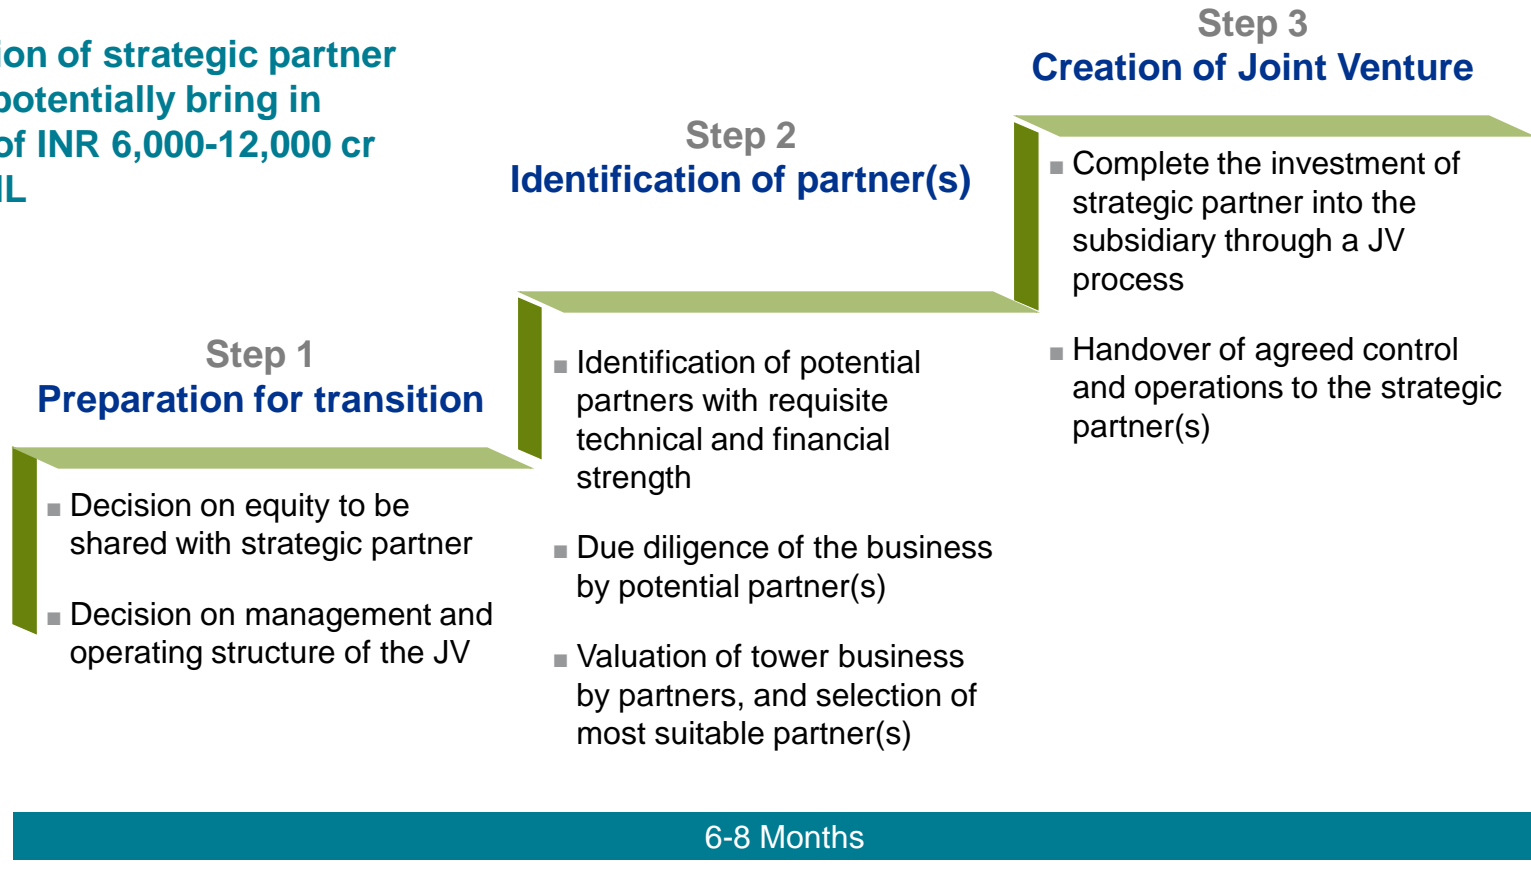 ion of strategic partner
potentially bring in
of INR 6,000-12,000 cr
IL
Step 1
Preparation for transition
■ Decision on equity to be
shared with strategic partner
■ Decision on management and
operating structure of the JV
Step 2
Identification of partner(s)
■ Identification of potential
partners with requisite
technical and financial
strength
■ Due diligence of the business
by potential partner(s)
■ Valuation of tower business
by partners, and selection of
most suitable partner(s)
Step 3
Creation of Joint Venture
■ Complete the investment of
strategic partner into the
subsidiary through a JV
process
■ Handover of agreed control
and operations to the strategic
partner(s)
6-8 Months